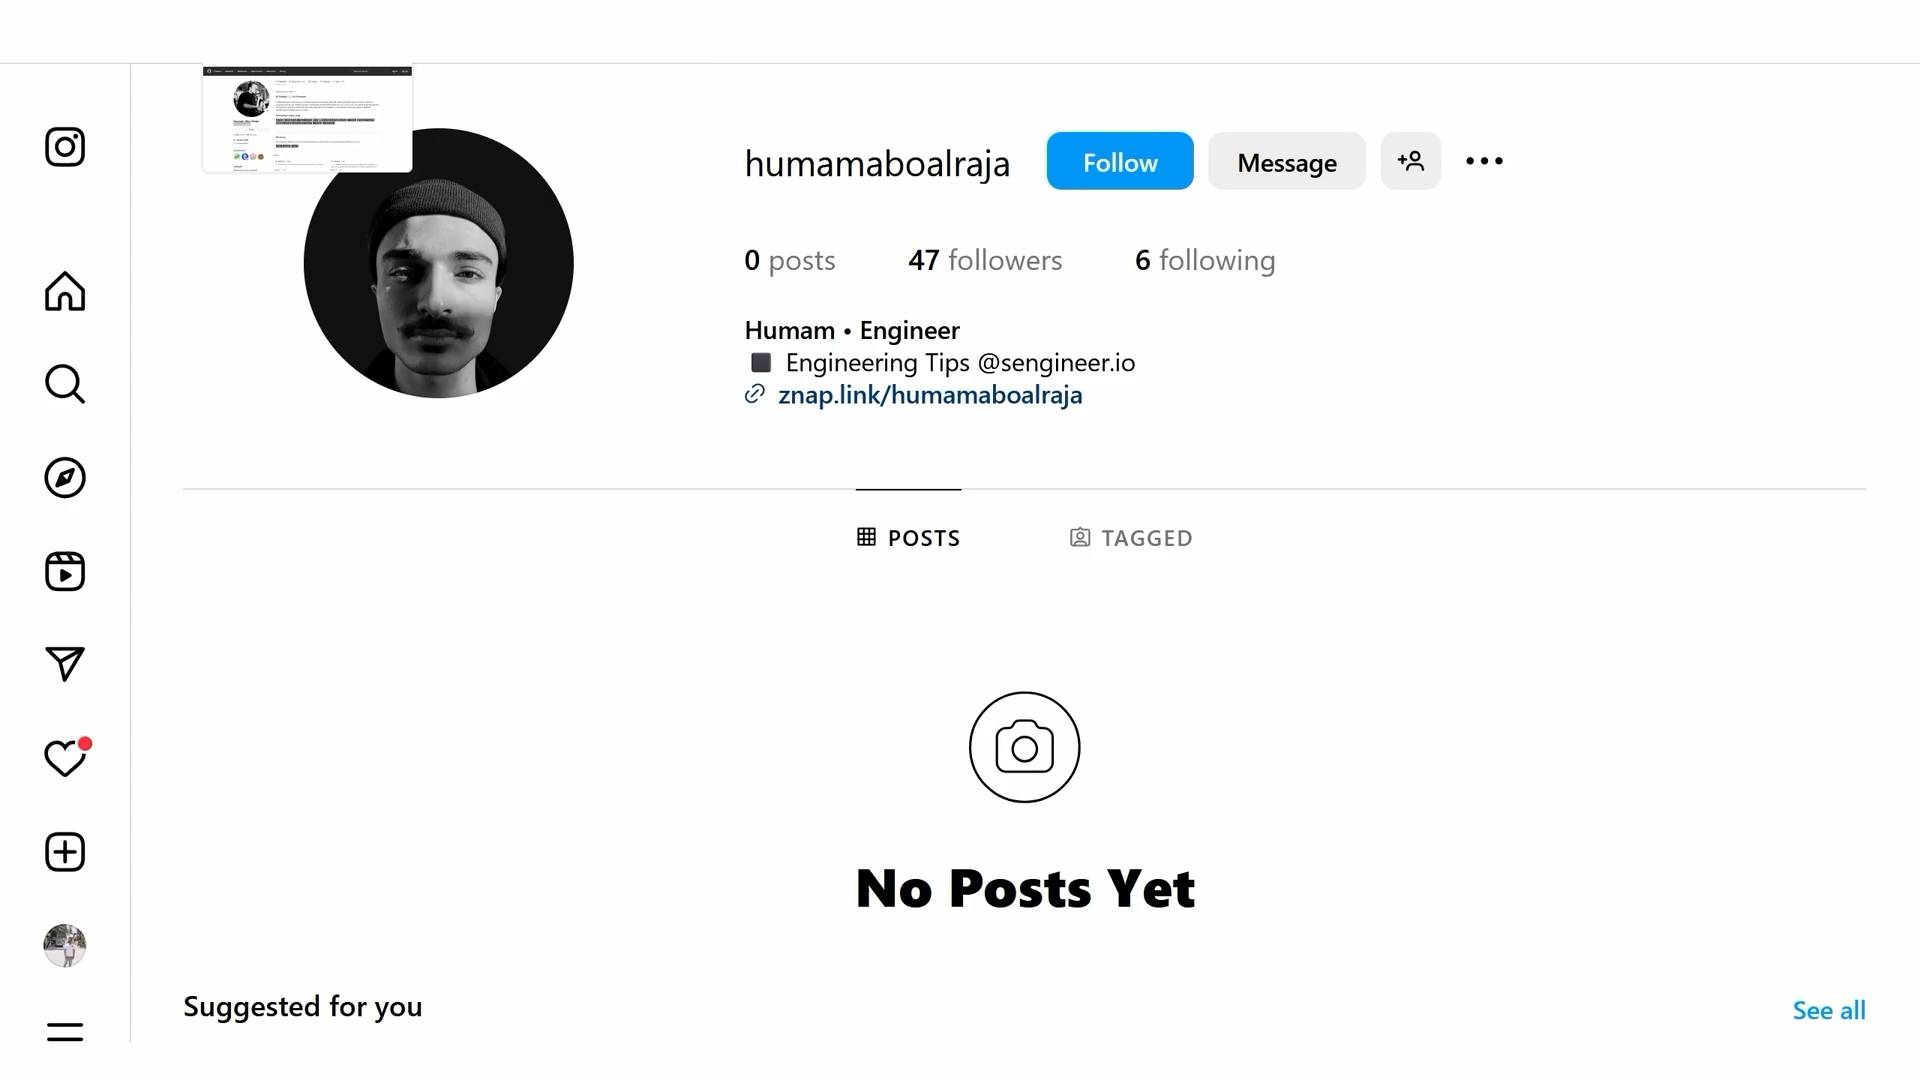 humamaboalraja
Follow
Message
0 posts
47 followers
6 following
Humam • Engineer
Engineering Tips @sengineer.io
znap.link/humamaboalraja
POSTS
TAGGED
No Posts Yet
Suggested for you
See all